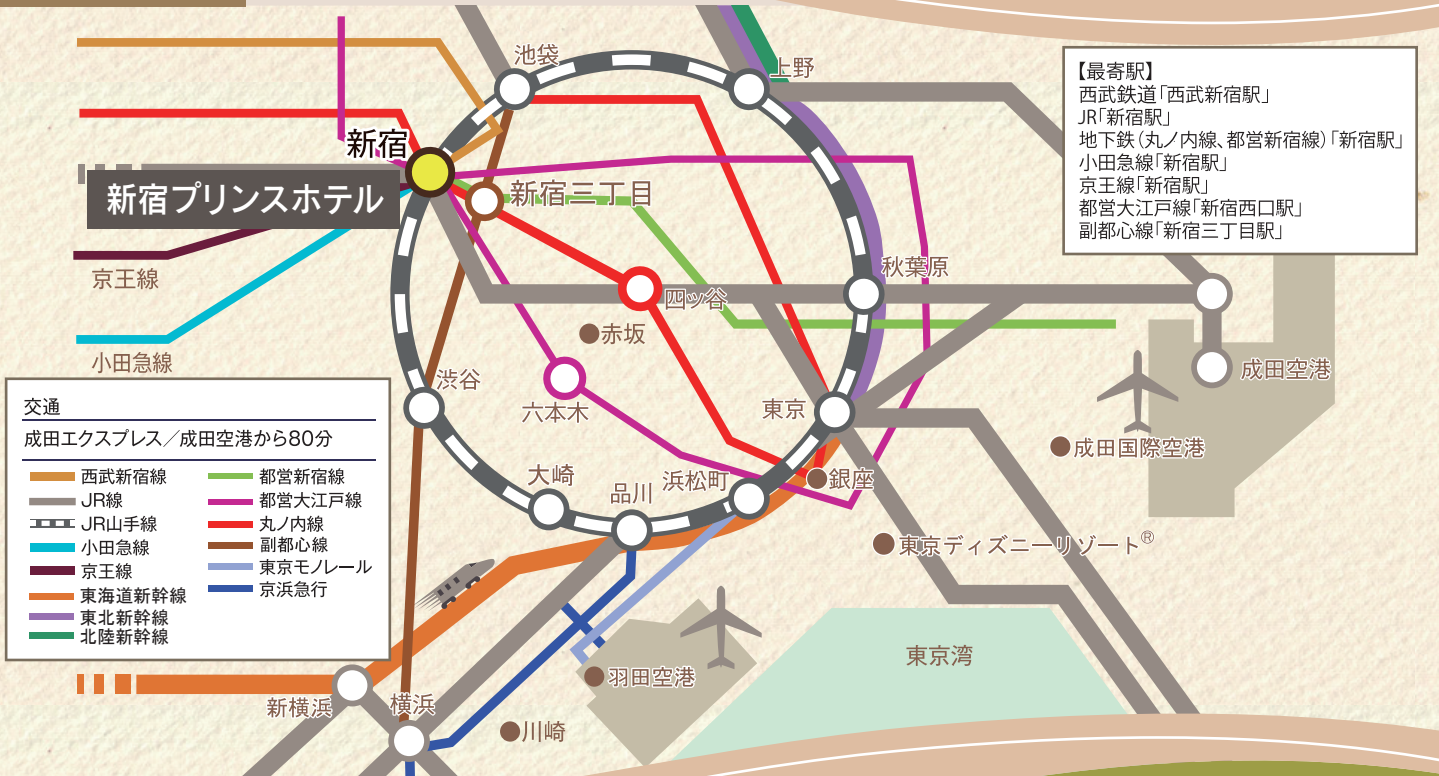 池袋
上野
新宿
新宿プリンスホテル
新宿三丁目
京王線
小田急線
四ッ谷
秋葉原
赤坂
渋谷
六本木
東京
大崎
品川
浜松町
銀座
成田空港
成田国際空港
東京ディズニーリゾート®
東京湾
羽田空港
川崎
新横浜
横浜
【最寄駅】
西武鉄道「西武新宿駅」
JR「新宿駅」
地下鉄（丸ノ内線、都営新宿線）「新宿駅」
小田急線「新宿駅」
京王線「新宿駅」
都営大江戸線「新宿西口駅」
副都心線「新宿三丁目駅」
交通
成田エクスプレス／成田空港から80分
西武新宿線
JR線
JR山手線
小田急線
京王線
東海道新幹線
東北新幹線
北陸新幹線
都営新宿線
都営大江戸線
丸ノ内線
副都心線
東京モノレール
京浜急行